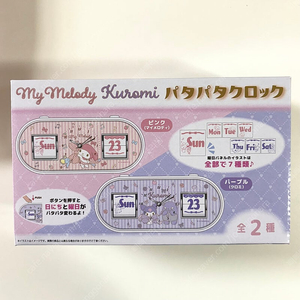 My Melody Kuromi パタパタクロック
ピンク
(マイメロディ)
Sun
23
Mon Tue Wed
Sun
Thu Fri Sat
曜日パネルのイラストは
全部で7種類♪
ボタンを押すと
日にちと曜日が
パタパタ変わるよ!
パープル
(クロミ)
Sun
23
全2種